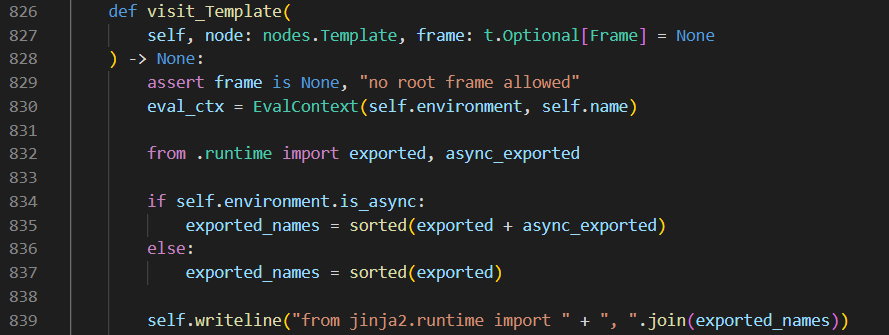 826 def visit_Template(
827 self, node: nodes.Template, frame: t.Optional[Frame] = None
828 ) -> None:
829 assert frame is None, "no root frame allowed"
830 eval_ctx = EvalContext(self.environment, self.name)
831
832 from .runtime import exported, async_exported
833
834 if self.environment.is_async:
835 exported_names = sorted(exported + async_exported)
836 else:
837 exported_names = sorted(exported)
838
839 self.writeline("from jinja2.runtime import " + ", ".join(exported_names))